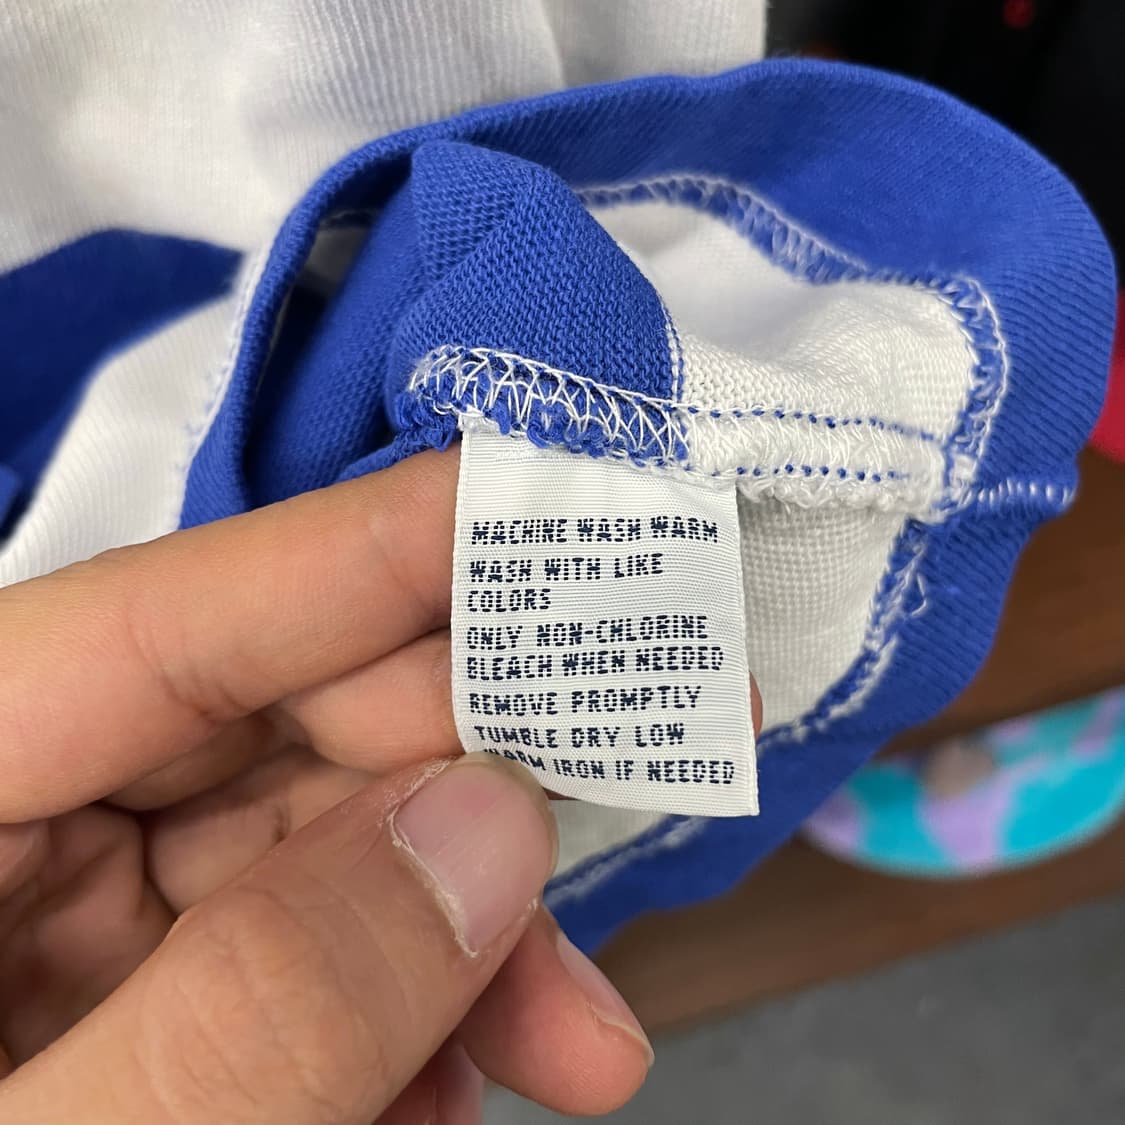 MACHINE WASH WARM
WASH WITH LIKE
COLORS
ONLY NON-CHLORINE
BLEACH WHEN NEEDED
REMOVE PROMPTLY
TUMBLE DRY LOW
WARM IRON IF NEEDED